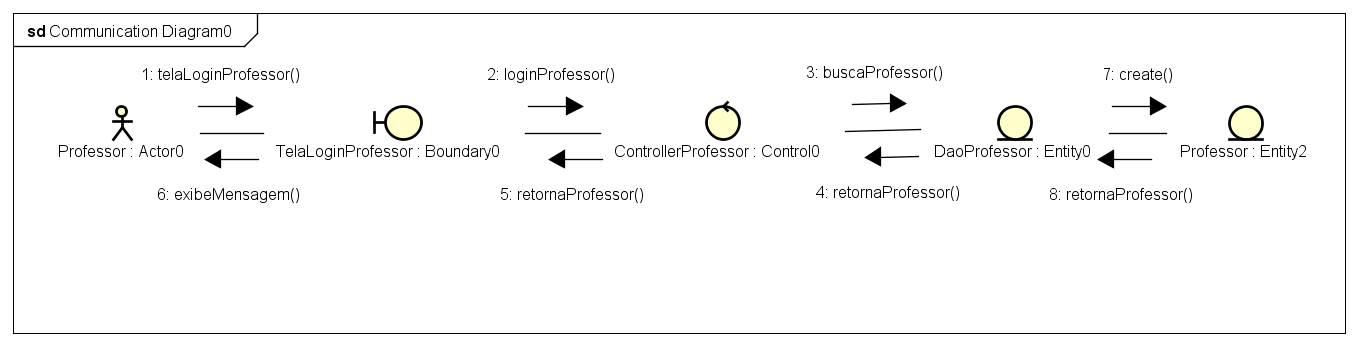 sd Communication Diagram0
1: telaLoginProfessor()
2: loginProfessor()
3: buscaProfessor()
7: create()
Professor : Actor0
TelaLoginProfessor : Boundary0
ControllerProfessor : Control0
DaoProfessor : Entity0
Professor : Entity2
6: exibeMensagem()
5: retornaProfessor()
4: retornaProfessor()
8: retornaProfessor()